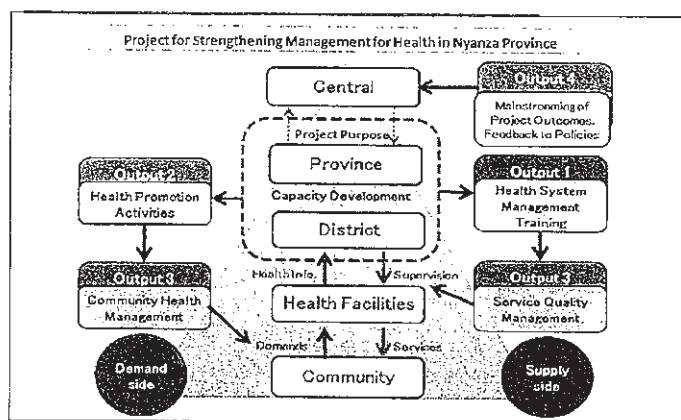 Project for Strengthening Management for Health in Nyanza Province
Central
Output 4
Mainstronming of
Project Outcomes.
Feedback to Policies
Project Purpose
Province
Capacity Development
District
Output 2
Health Promotion
Activities
Output 1
Health System
Management
Training
Output 3
Community Health
Management
Health Info.
Supervision
Health Facilities
Output 3
Service Quality
Management
Demands
Services
Community
Demand
side
Supply
side